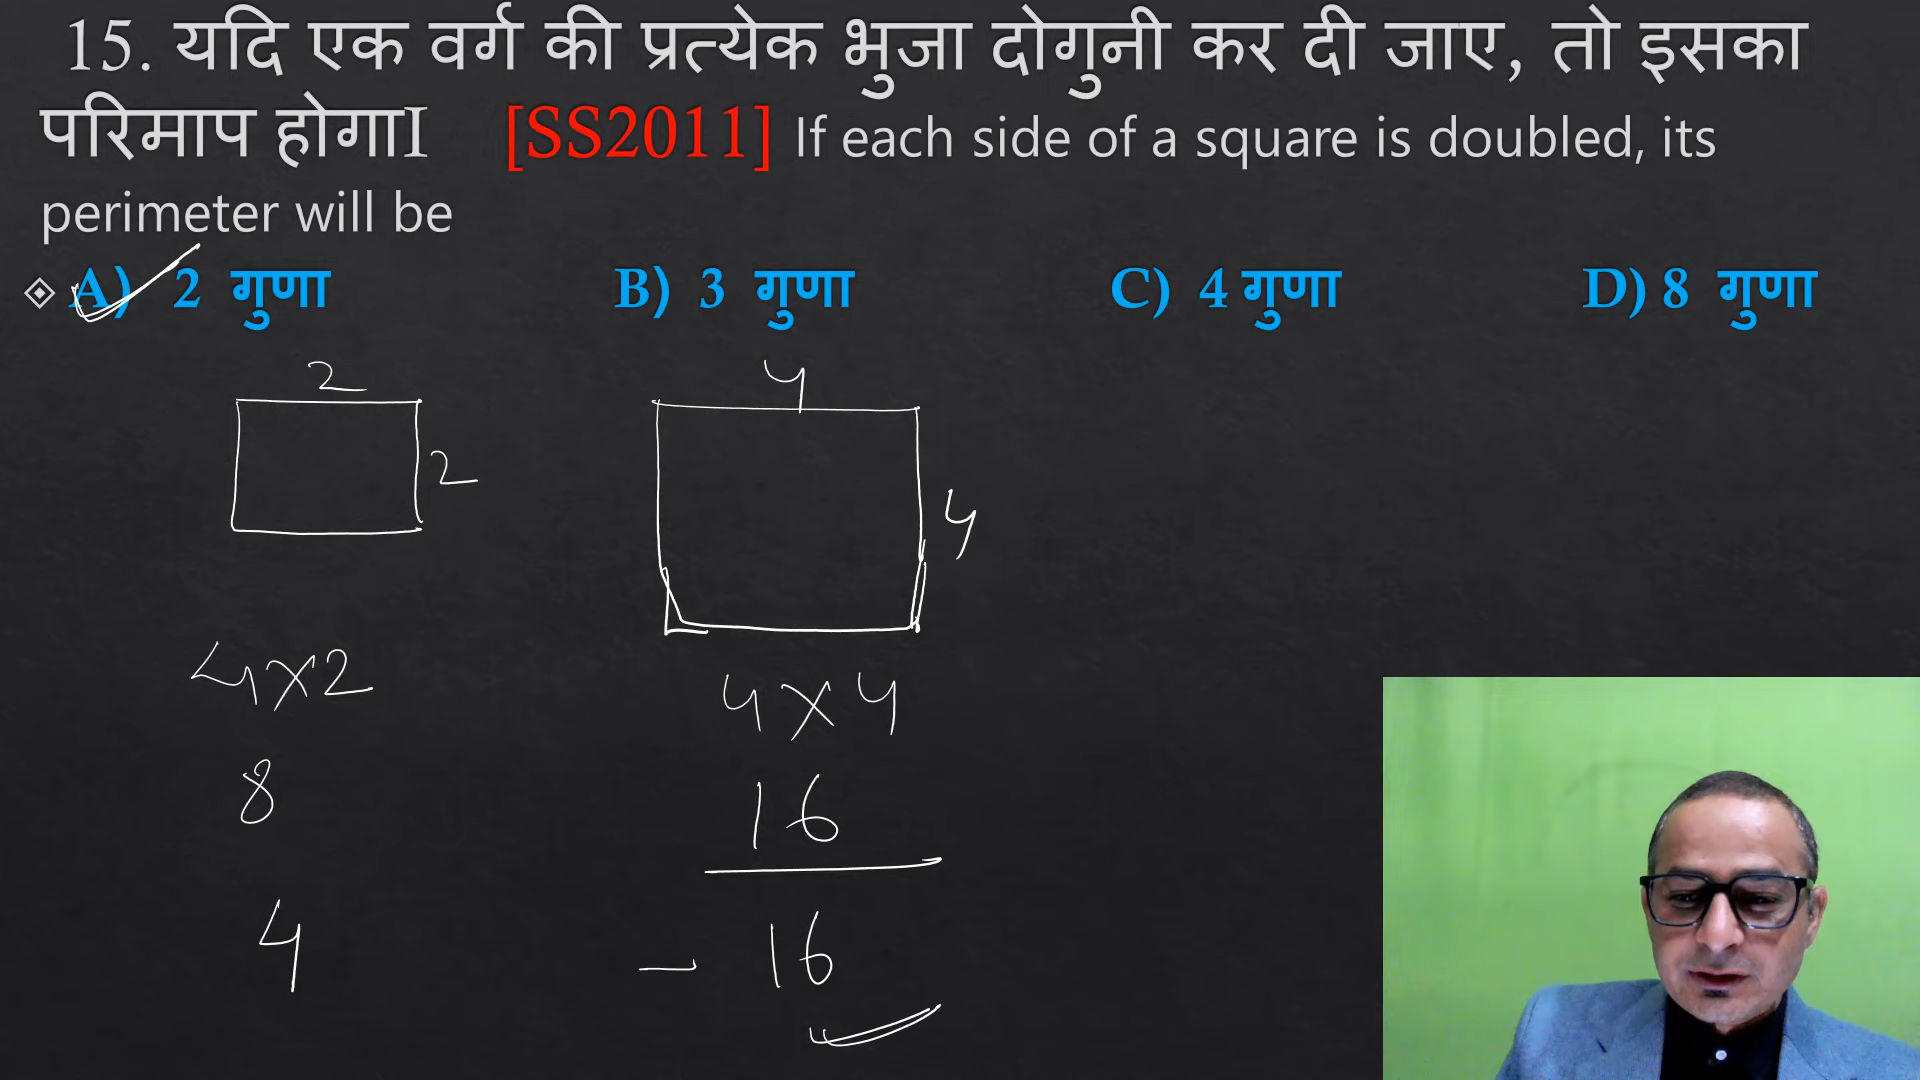 15. यदि एक वर्ग की प्रत्येक भुजा दोगुनी कर दी जाए, तो इसका
परिमाप होगाI [SS2011] If each side of a square is doubled, its
perimeter will be
A) 2 गुणा B) 3 गुणा C) 4 गुणा D) 8 गुणा
2 4
2 4
4×2 4×4
8 16
4 - 16